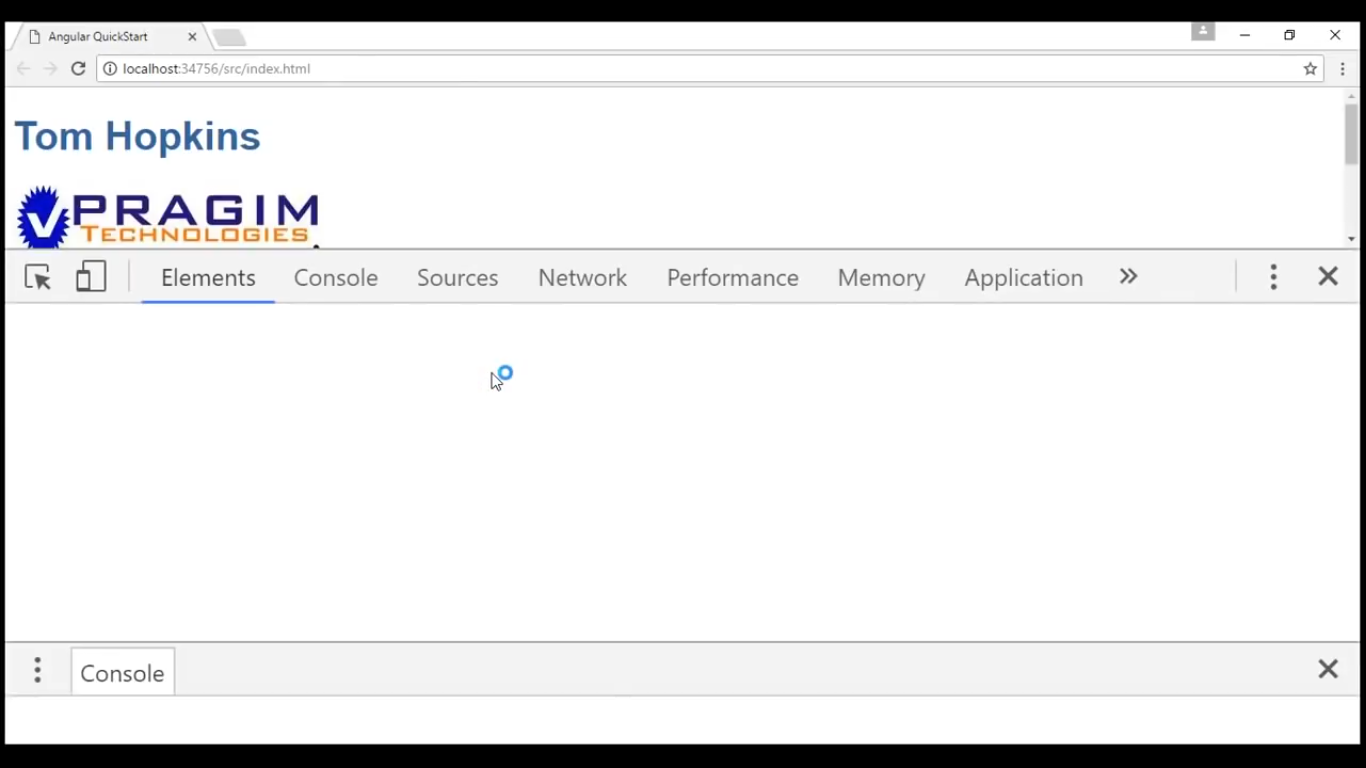 Angular QuickStart
localhost:34756/src/index.html
Tom Hopkins
PRAGIM
TECHNOLOGIES
Elements Console Sources Network Performance Memory Application »
Console